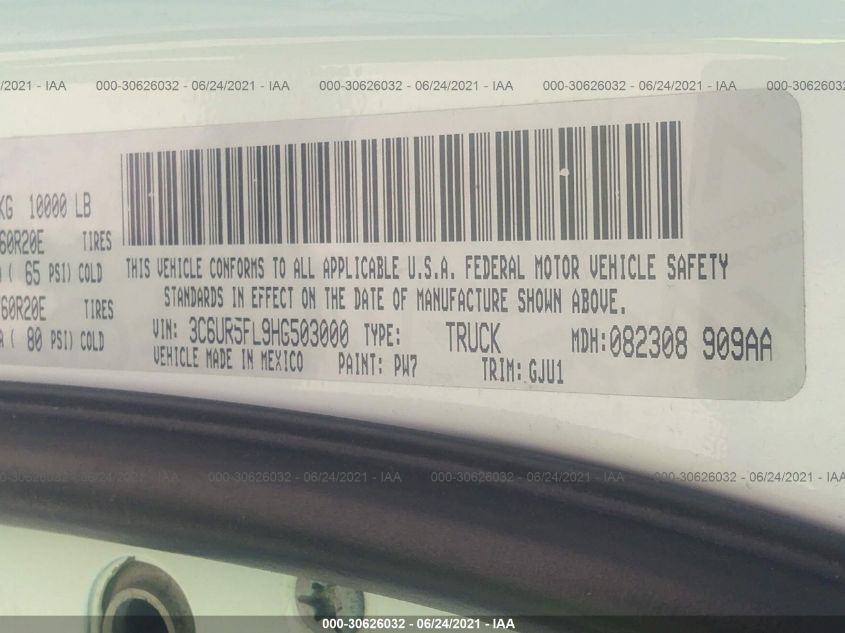 /2021 - IAA 000-30626032 - 06/24/2021 - IAA 000-30626032 - 06/24/2021 - IAA 000-30626032 - 06/24/2021 - IAA 000-3062603
KG 10000 LB
60R20E TIRES
( 65 PSI) COLD
60R20E TIRES
( 80 PSI) COLD
THIS VEHICLE CONFORMS TO ALL APPLICABLE U.S.A. FEDERAL MOTOR VEHICLE SAFETY
STANDARDS IN EFFECT ON THE DATE OF MANUFACTURE SHOWN ABOVE.
VIN: 3C6UR5FL9HG503000 TYPE: TRUCK MDH: 082308 909AA
VEHICLE MADE IN MEXICO PAINT: PW7 TRIM: GJU1
000-30626032 - 06/24/2021 - IAA 000-30626032 - 06/24/2021 - IAA 000-30626032 - 06/24/2021 - IAA
000-30626032 - 06/24/2021 - IAA